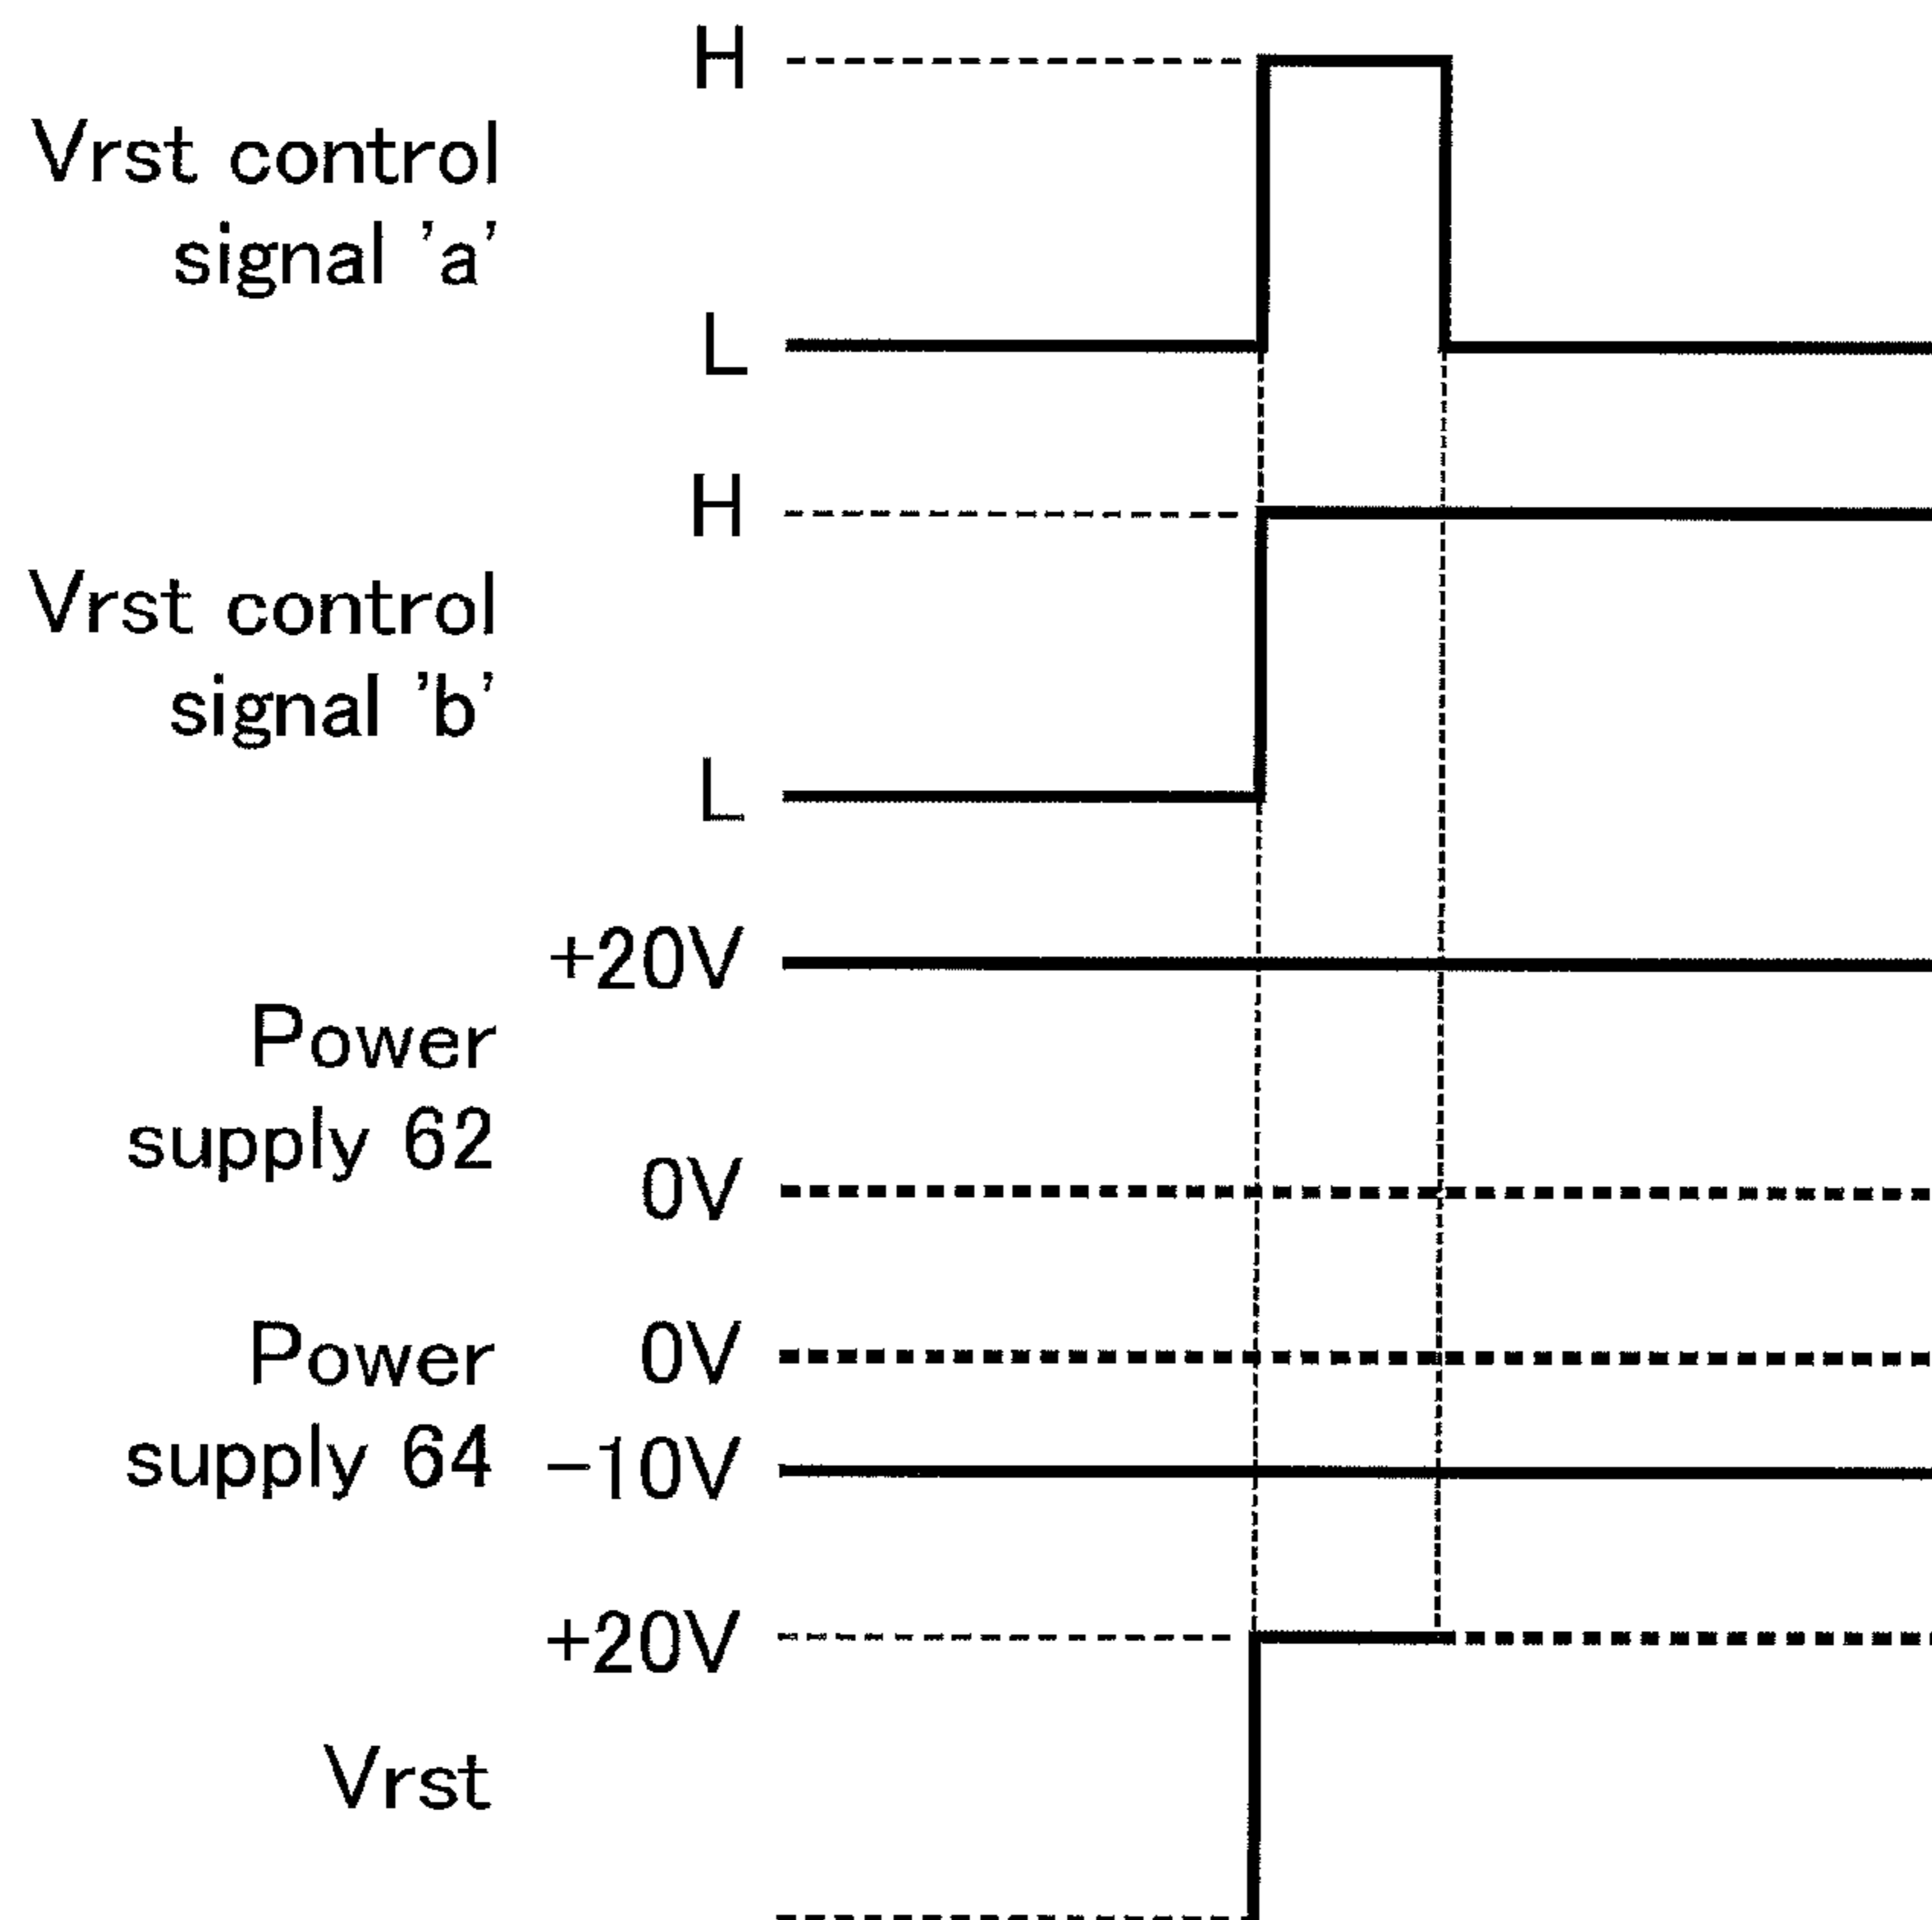 H
Vrst control
signal 'a'
L
H
Vrst control
signal 'b'
L
+20V
Power
supply 62
0V
Power 0V
supply 64 -10V
+20V
Vrst